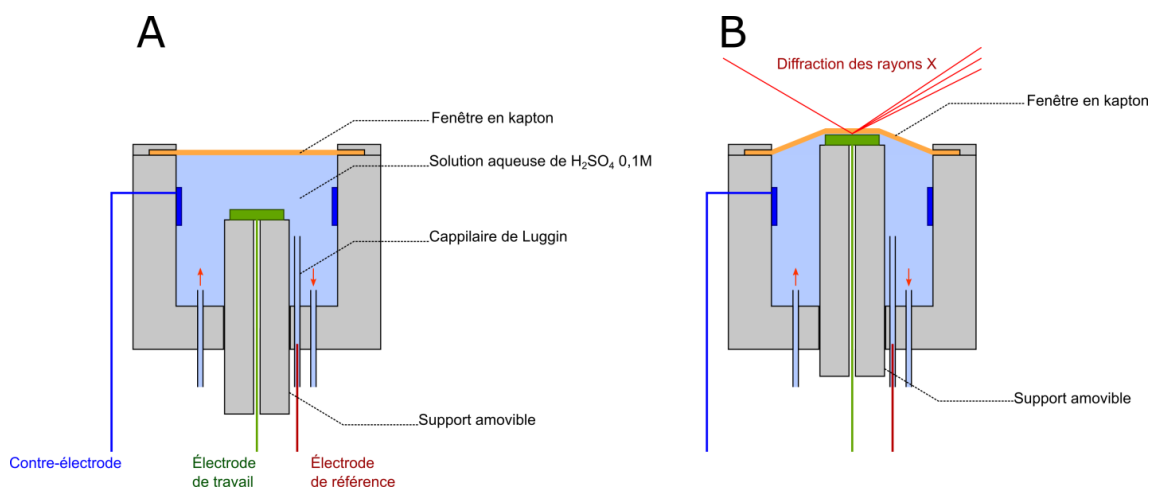 A
B
Diffraction des rayons X
Fenêtre en kapton
Fenêtre en kapton
Solution aqueuse de H₂SO₄ 0,1M
Cappilaire de Luggin
Support amovible
Support amovible
Contre-électrode
Électrode
de travail
Électrode
de référence